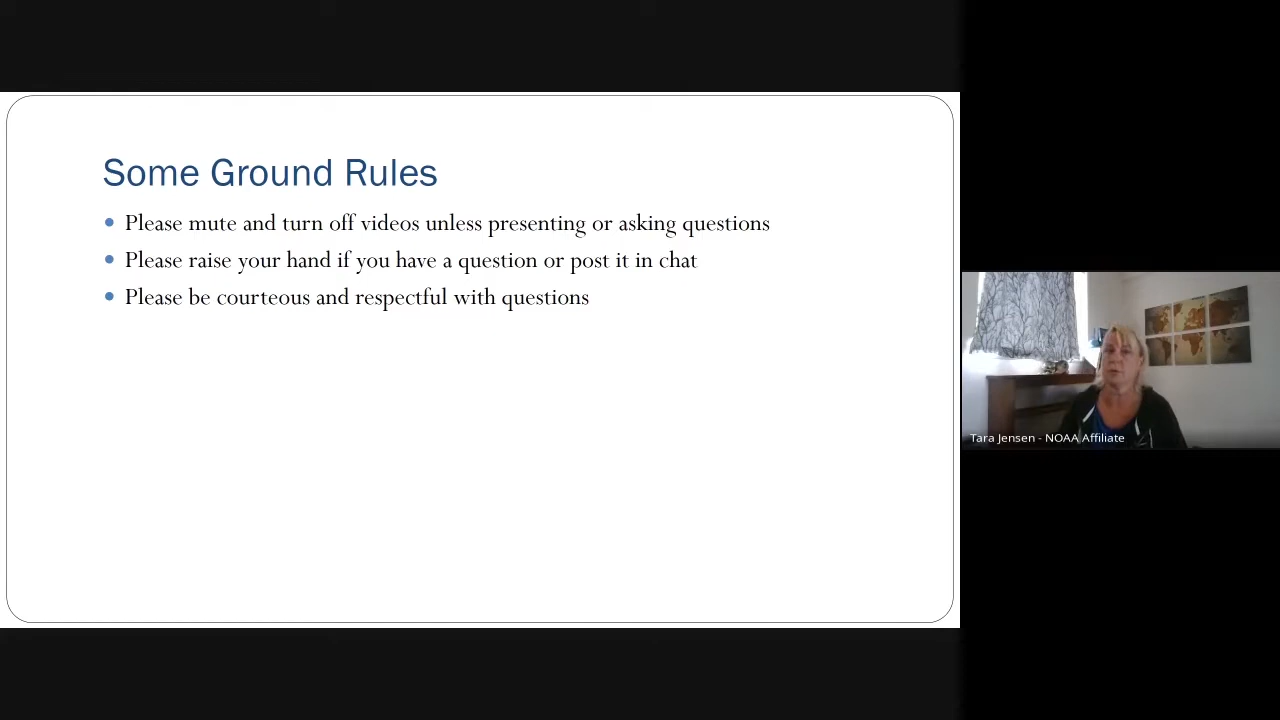 Some Ground Rules
Please mute and turn off videos unless presenting or asking questions
Please raise your hand if you have a question or post it in chat
Please be courteous and respectful with questions
Tara Jensen - NOAA Affiliate